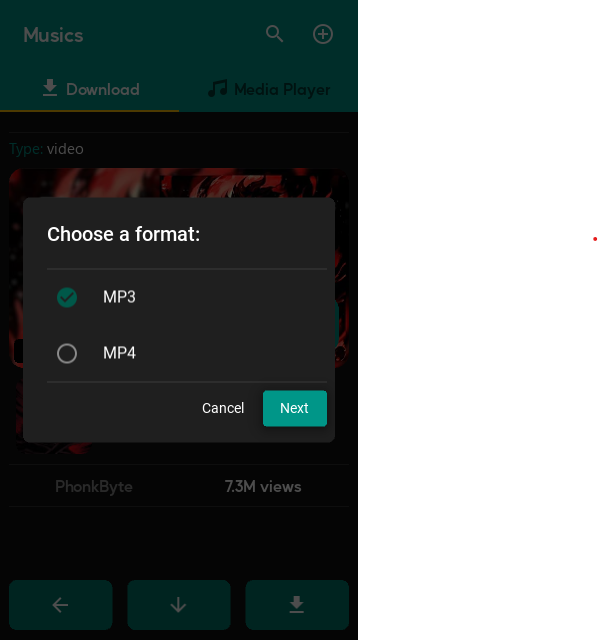 Musics
Download
Media Player
Type: video
Choose a format:
MP3
MP4
Cancel
Next
PhonkByte
7.3M views